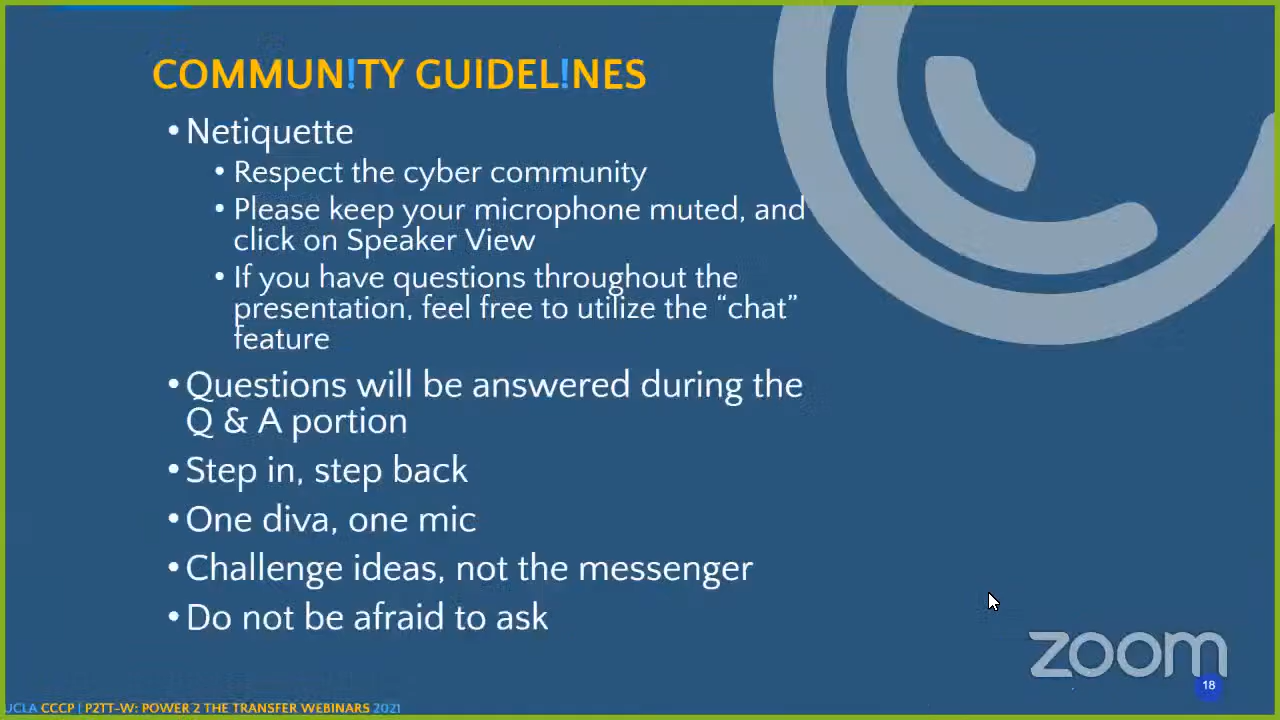 COMMUN!TY GUIDEL!NES
• Netiquette
• Respect the cyber community
• Please keep your microphone muted, and
click on Speaker View
• If you have questions throughout the
presentation, feel free to utilize the “chat”
feature
• Questions will be answered during the
Q & A portion
• Step in, step back
• One diva, one mic
• Challenge ideas, not the messenger
• Do not be afraid to ask
zoom
18
UCLA CCCP | P2TT-W: POWER 2 THE TRANSFER WEBINARS 2021